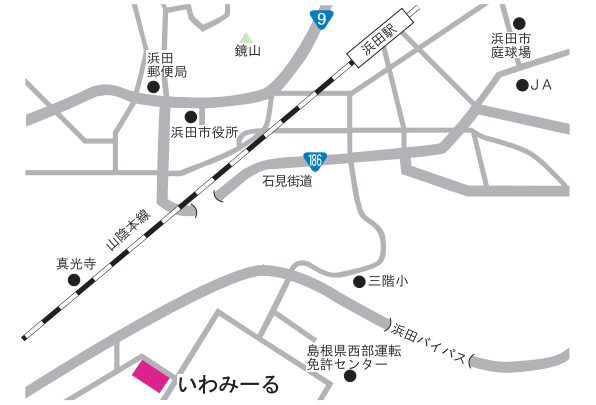 9
浜田駅
浜田市
庭球場
鏡山
浜田
郵便局
JA
浜田市役所
186
石見街道
山陰本線
真光寺
三階小
浜田バイパス
島根県西部運転
免許センター
いわみーる